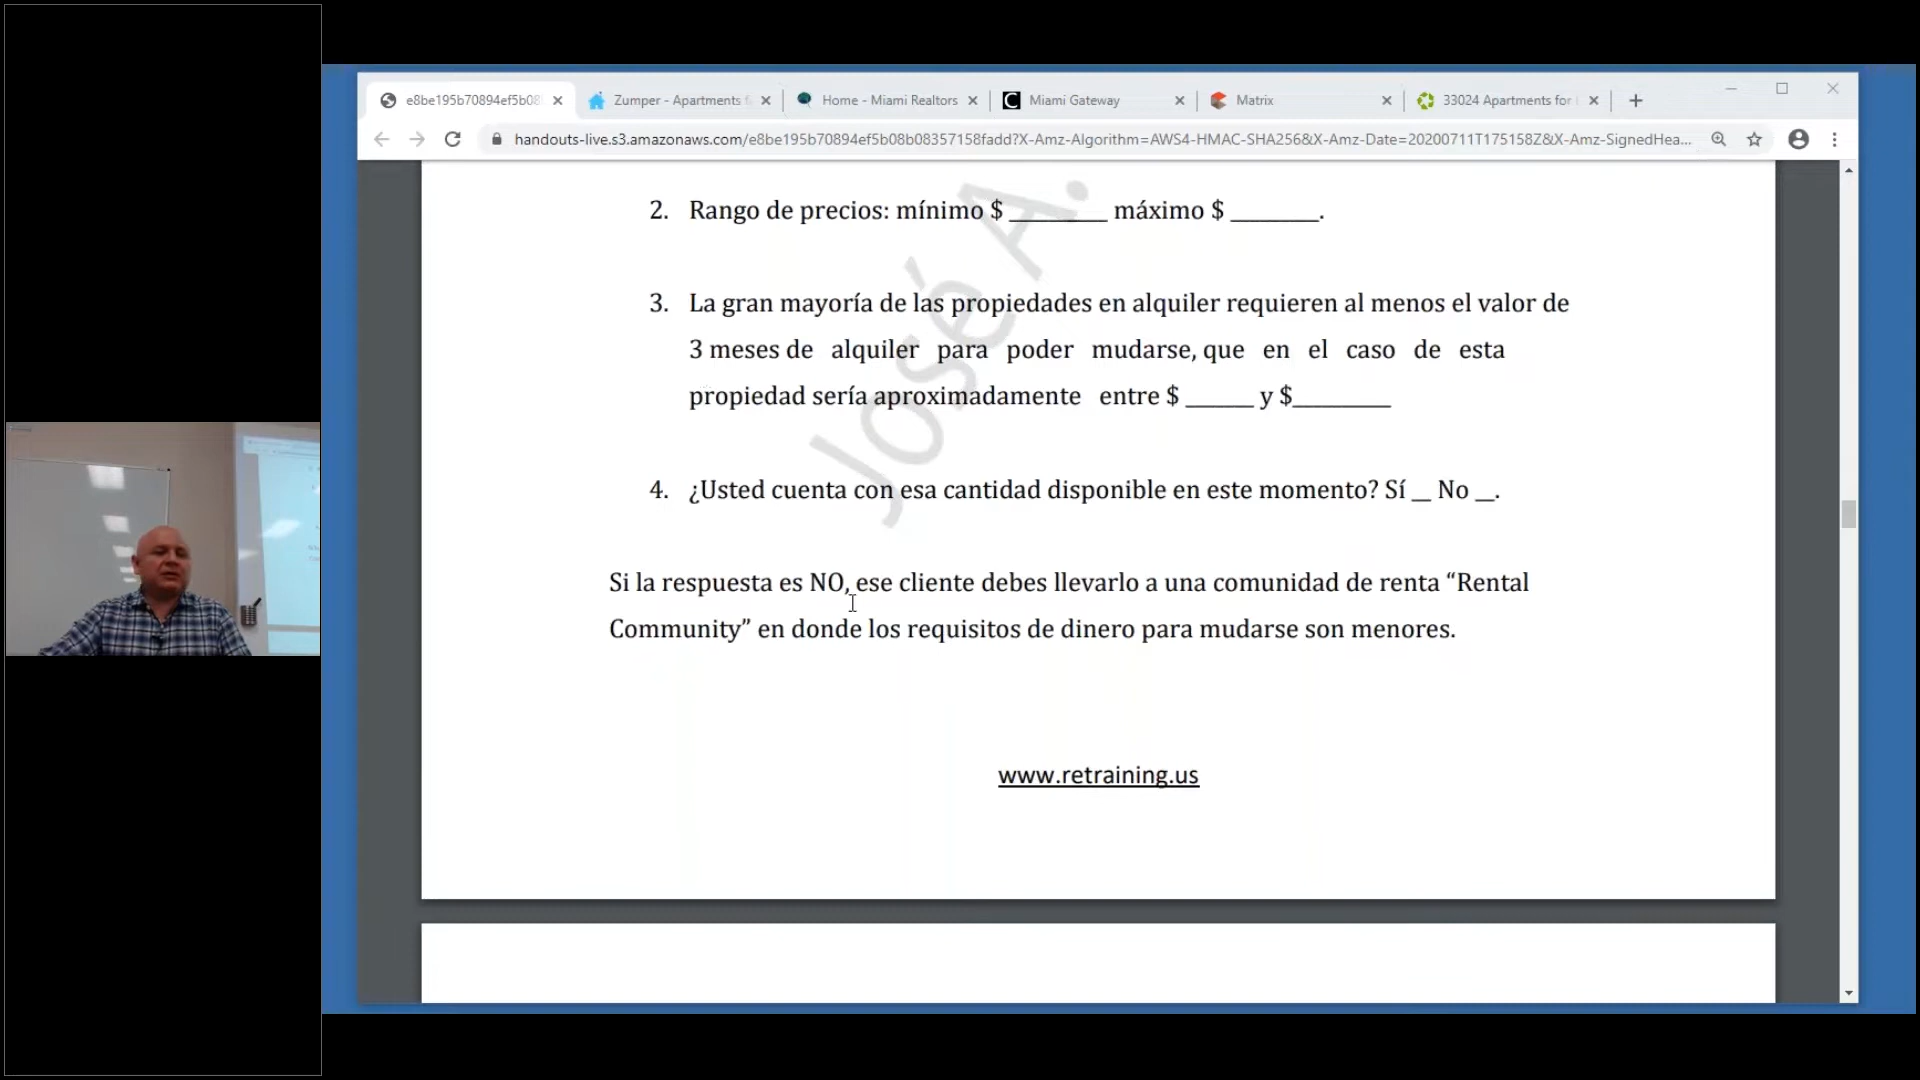 e8be195b70894ef5b08
Zumper - Apartments f
Home - Miami Realtors
Miami Gateway
Matrix
33024 Apartments for
handouts-live.s3.amazonaws.com/e8be195b70894ef5b08b08357158fadd?X-Amz-Algorithm=AWS4-HMAC-SHA256&X-Amz-Date=20200711T175158Z&X-Amz-SignedHea...
José A.
2. Rango de precios: mínimo $ ________ máximo $ _______.
3. La gran mayoría de las propiedades en alquiler requieren al menos el valor de
3 meses de alquiler para poder mudarse, que en el caso de esta
propiedad sería aproximadamente entre $ ______ y $________
4. ¿Usted cuenta con esa cantidad disponible en este momento? Sí __ No __.
Si la respuesta es NO, ese cliente debes llevarlo a una comunidad de renta “Rental
Community” en donde los requisitos de dinero para mudarse son menores.
www.retraining.us